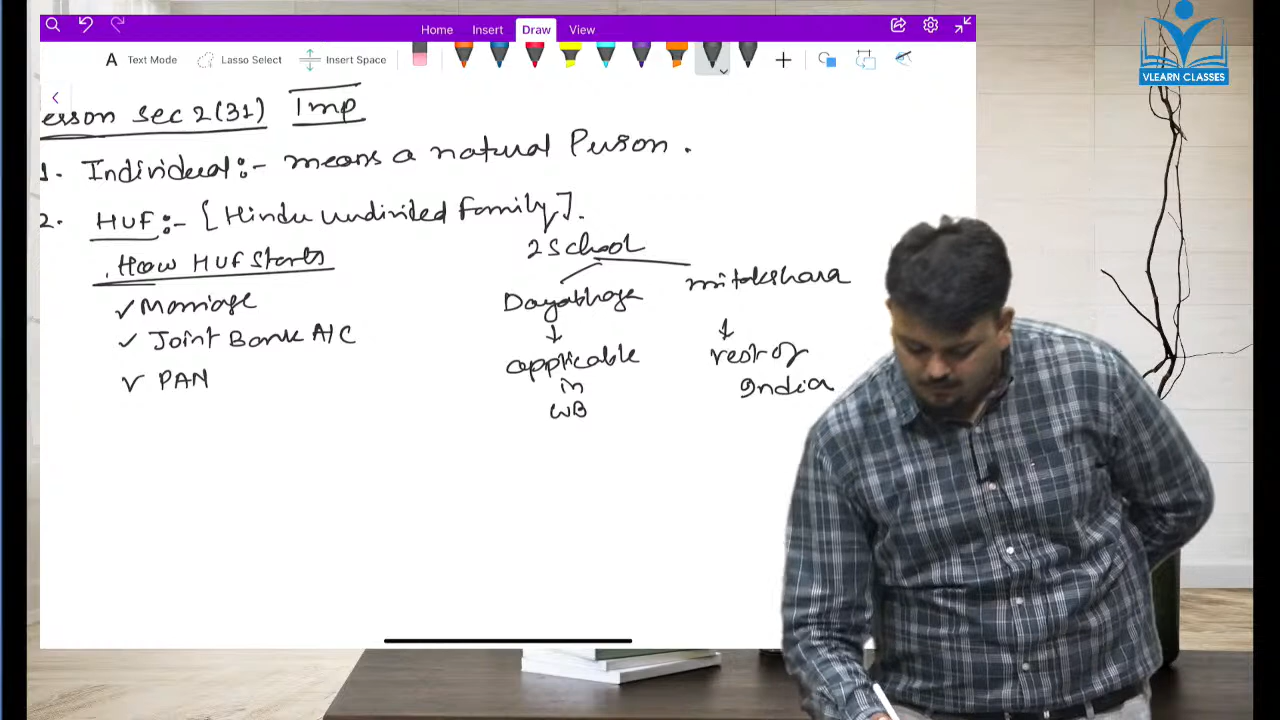 Home Insert Draw View
Text Mode Lasso Select Insert Space
VLEARN CLASSES
erson sec 2(31) Imp
1. Individual :- means a natural Person.
2. HUF :- [Hindu undivided family].
How HUF Starts
✓ Marriage
✓ Joint Bank A/C
✓ PAN
2 School
Dayabhaga mitakshara
↓ ↓
applicable rest of
in India
WB